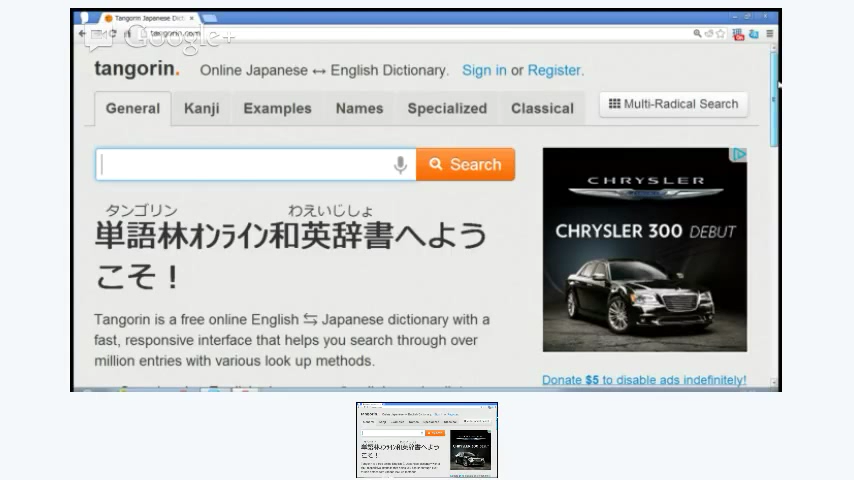 Tangorin Japanese Dict
tangorin.com
Google+
tangorin. Online Japanese ↔ English Dictionary. Sign in or Register.
General Kanji Examples Names Specialized Classical Multi-Radical Search
Search
タンゴリン わえいじしょ
単語林オンライン和英辞書へよう
こそ！
Tangorin is a free online English ⇆ Japanese dictionary with a
fast, responsive interface that helps you search through over
million entries with various look up methods.
CHRYSLER
CHRYSLER 300 DEBUT
Donate $5 to disable ads indefinitely!